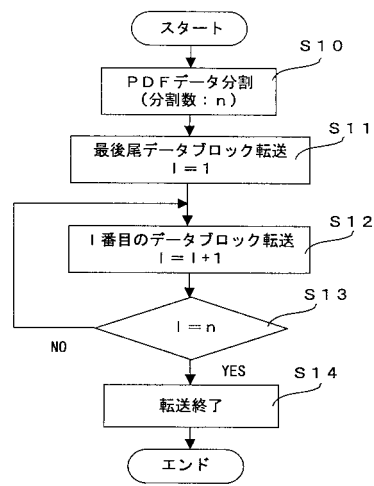 スタート
S10
PDFデータ分割
(分割数:n)
S11
最後尾データブロック転送
I=1
S12
I番目のデータブロック転送
I=I+1
S13
I=n
NO
YES
S14
転送終了
エンド